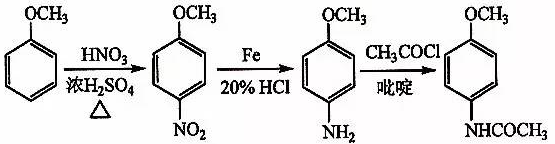 OCH₃ HNO₃ OCH₃ Fe OCH₃ CH₃COCl OCH₃
浓H₂SO₄ 20% HCl 吡啶
△ NO₂ NH₂ NHCOCH₃